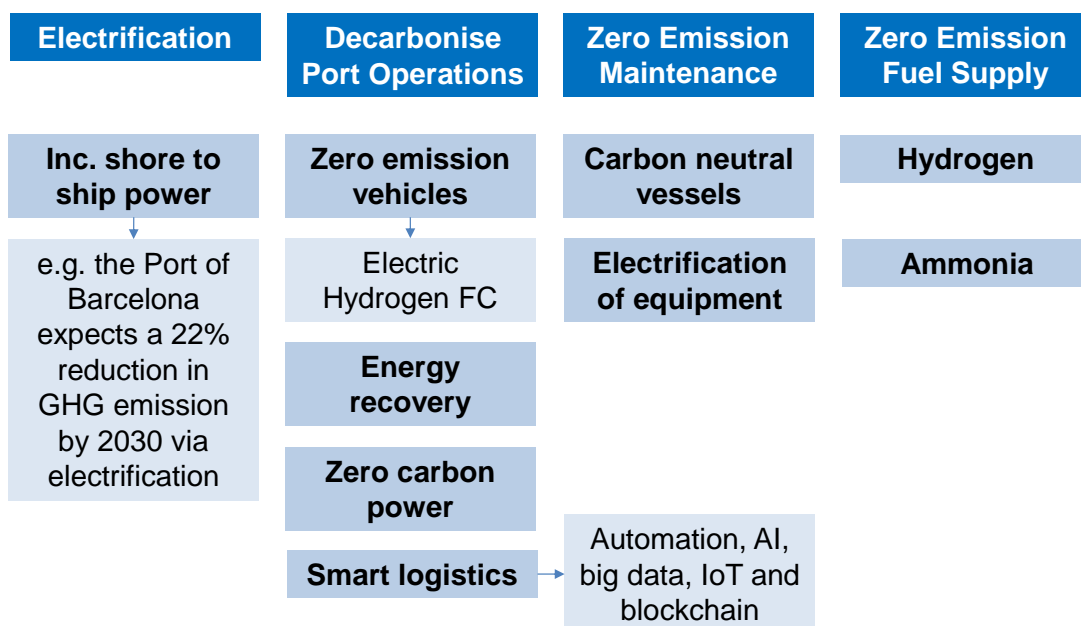 Electrification
Decarbonise
Port Operations
Zero Emission
Maintenance
Zero Emission
Fuel Supply
Inc. shore to
ship power
e.g. the Port of
Barcelona
expects a 22%
reduction in
GHG emission
by 2030 via
electrification
Zero emission
vehicles
Electric
Hydrogen FC
Energy
recovery
Zero carbon
power
Smart logistics
Automation, AI,
big data, IoT and
blockchain
Carbon neutral
vessels
Electrification
of equipment
Hydrogen
Ammonia